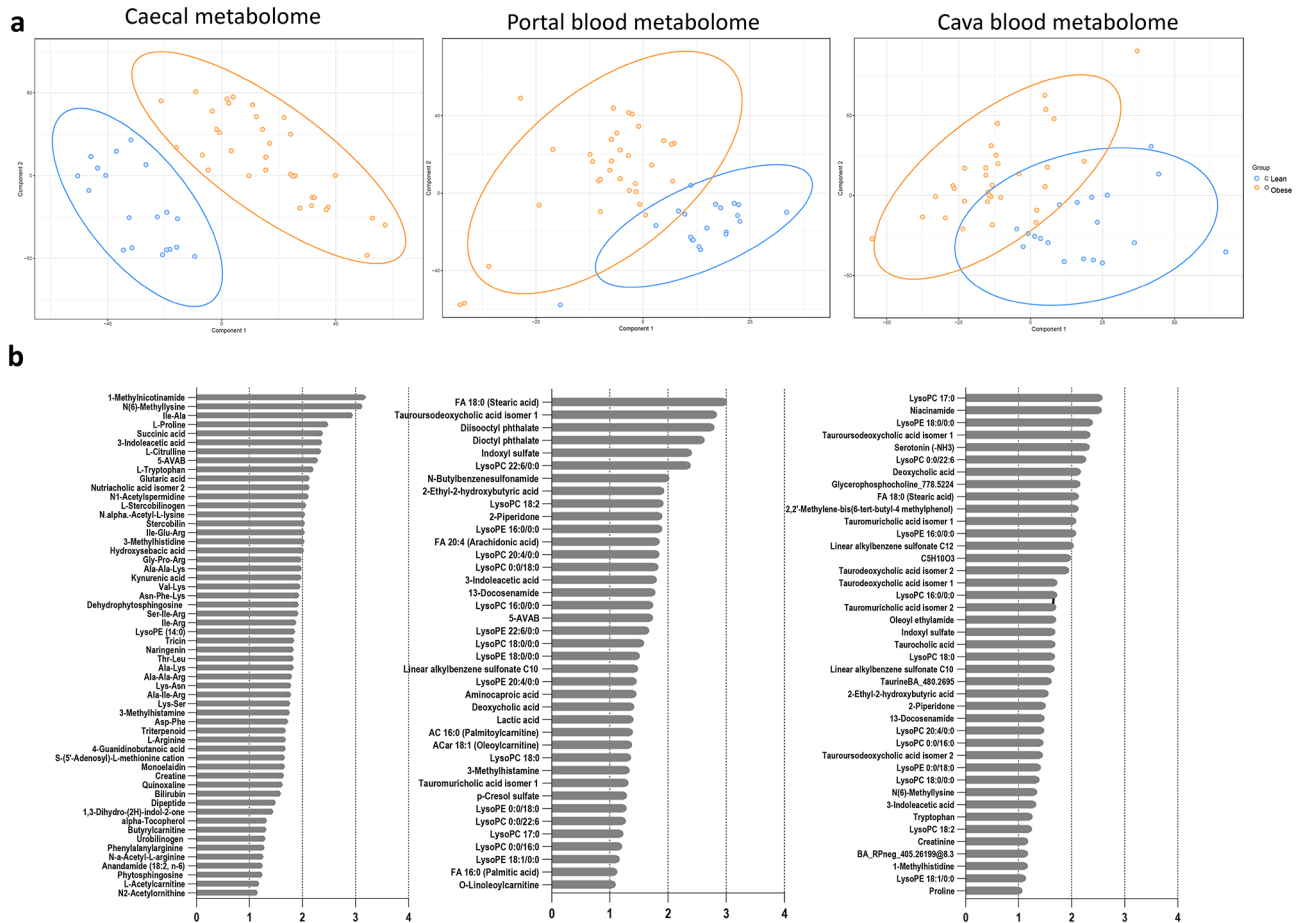 a
Caecal metabolome
Portal blood metabolome
Cava blood metabolome
Component 2
50
0
-50
-40
0
40
Component 1
Component 2
40
0
-40
-25
0
25
Component 1
Component 2
50
0
-50
-50
-25
0
25
50
Component 1
Group
Lean
Obese
b
1-Methylnicotinamide
N(6)-Methyllysine
Ile-Ala
L-Proline
Succinic acid
3-Indoleacetic acid
L-Citrulline
5-AVAB
L-Tryptophan
Glutaric acid
Nutriacholic acid isomer 2
N1-Acetylspermidine
L-Stercobilinogen
N.alpha.-Acetyl-L-lysine
Stercobilin
Ile-Glu-Arg
3-Methylhistidine
Hydroxysebacic acid
Gly-Pro-Arg
Ala-Ala-Lys
Kynurenic acid
Val-Lys
Asn-Phe-Lys
Dehydrophytosphingosine
Ser-Ile-Arg
Ile-Arg
LysoPE (14:0)
Tricin
Naringenin
Thr-Leu
Ala-Lys
Ala-Ala-Arg
Lys-Asn
Ala-Ile-Arg
Lys-Ser
3-Methylhistamine
Asp-Phe
Triterpenoid
L-Arginine
4-Guanidinobutanoic acid
S-(5'-Adenosyl)-L-methionine cation
Monoelaidin
Creatine
Quinoxaline
Bilirubin
Dipeptide
1,3-Dihydro-(2H)-indol-2-one
alpha-Tocopherol
Butyrylcarnitine
Urobilinogen
Phenylalanylarginine
N-a-Acetyl-L-arginine
Anandamide (18:2, n-6)
Phytosphingosine
L-Acetylcarnitine
N2-Acetylornithine
0 1 2 3 4
FA 18:0 (Stearic acid)
Tauroursodeoxycholic acid isomer 1
Diisooctyl phthalate
Dioctyl phthalate
Indoxyl sulfate
LysoPC 22:6/0:0
N-Butylbenzenesulfonamide
2-Ethyl-2-hydroxybutyric acid
LysoPC 18:2
2-Piperidone
LysoPE 16:0/0:0
FA 20:4 (Arachidonic acid)
LysoPC 20:4/0:0
LysoPC 0:0/18:0
3-Indoleacetic acid
13-Docosenamide
LysoPC 16:0/0:0
5-AVAB
LysoPE 22:6/0:0
LysoPC 18:0/0:0
LysoPE 18:0/0:0
Linear alkylbenzene sulfonate C10
LysoPE 20:4/0:0
Aminocaproic acid
Deoxycholic acid
Lactic acid
AC 16:0 (Palmitoylcarnitine)
ACar 18:1 (Oleoylcarnitine)
LysoPC 18:0
3-Methylhistamine
Tauromuricholic acid isomer 1
p-Cresol sulfate
LysoPE 0:0/18:0
LysoPC 0:0/22:6
LysoPC 17:0
LysoPC 0:0/16:0
LysoPE 18:1/0:0
FA 16:0 (Palmitic acid)
O-Linoleoylcarnitine
0 1 2 3 4
LysoPC 17:0
Niacinamide
LysoPE 18:0/0:0
Tauroursodeoxycholic acid isomer 1
Serotonin (-NH3)
LysoPC 0:0/22:6
Deoxycholic acid
Glycerophosphocholine_778.5224
FA 18:0 (Stearic acid)
2,2'-Methylene-bis(6-tert-butyl-4 methylphenol)
Tauromuricholic acid isomer 1
LysoPE 16:0/0:0
Linear alkylbenzene sulfonate C12
C5H10O3
Taurodeoxycholic acid isomer 2
Taurodeoxycholic acid isomer 1
LysoPC 16:0/0:0
Tauromuricholic acid isomer 2
Oleoyl ethylamide
Indoxyl sulfate
Taurocholic acid
LysoPC 18:0
Linear alkylbenzene sulfonate C10
TaurineBA_480.2695
2-Ethyl-2-hydroxybutyric acid
2-Piperidone
13-Docosenamide
LysoPC 20:4/0:0
LysoPC 0:0/16:0
Tauroursodeoxycholic acid isomer 2
LysoPE 0:0/18:0
LysoPC 18:0/0:0
N(6)-Methyllysine
3-Indoleacetic acid
Tryptophan
LysoPC 18:2
Creatinine
BA_RPneg_405.26199@8.3
1-Methylhistidine
LysoPE 18:1/0:0
Proline
0 1 2 3 4